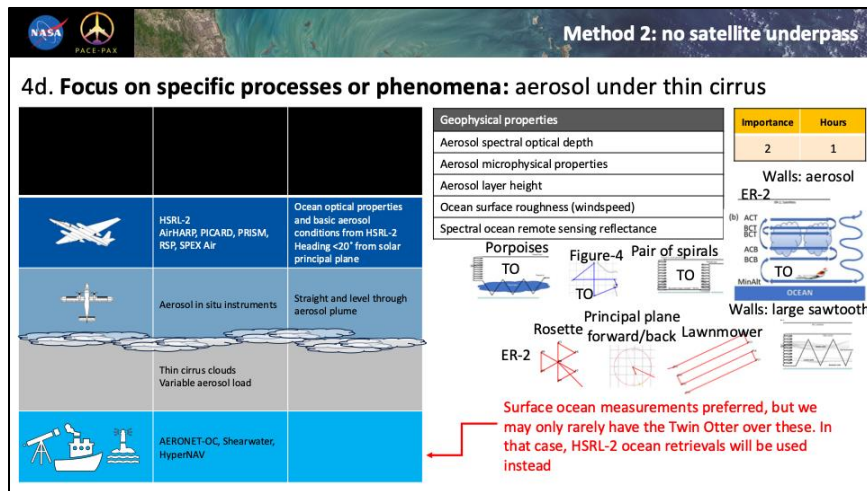 NASA
PACE-PAX
Method 2: no satellite underpass
4d. Focus on specific processes or phenomena: aerosol under thin cirrus
HSRL-2
AirHARP, PICARD, PRISM,
RSP, SPEX Air
Ocean optical properties
and basic aerosol
conditions from HSRL-2
Heading <20° from solar
principal plane
Aerosol in situ instruments
Straight and level through
aerosol plume
Thin cirrus clouds
Variable aerosol load
AERONET-OC, Shearwater,
HyperNAV
Geophysical properties
Aerosol spectral optical depth
Aerosol microphysical properties
Aerosol layer height
Ocean surface roughness (windspeed)
Spectral ocean remote sensing reflectance
Importance Hours
2 1
Walls: aerosol
ER-2
(b)
ACT
BCT
BCT
ACB
BCB
MinAlt
TO
OCEAN
Porpoises
TO
Figure-4
TO
Pair of spirals
TO
Walls: large sawtooth
Rosette
ER-2
Principal plane
forward/back
Lawnmower
Surface ocean measurements preferred, but we
may only rarely have the Twin Otter over these. In
that case, HSRL-2 ocean retrievals will be used
instead